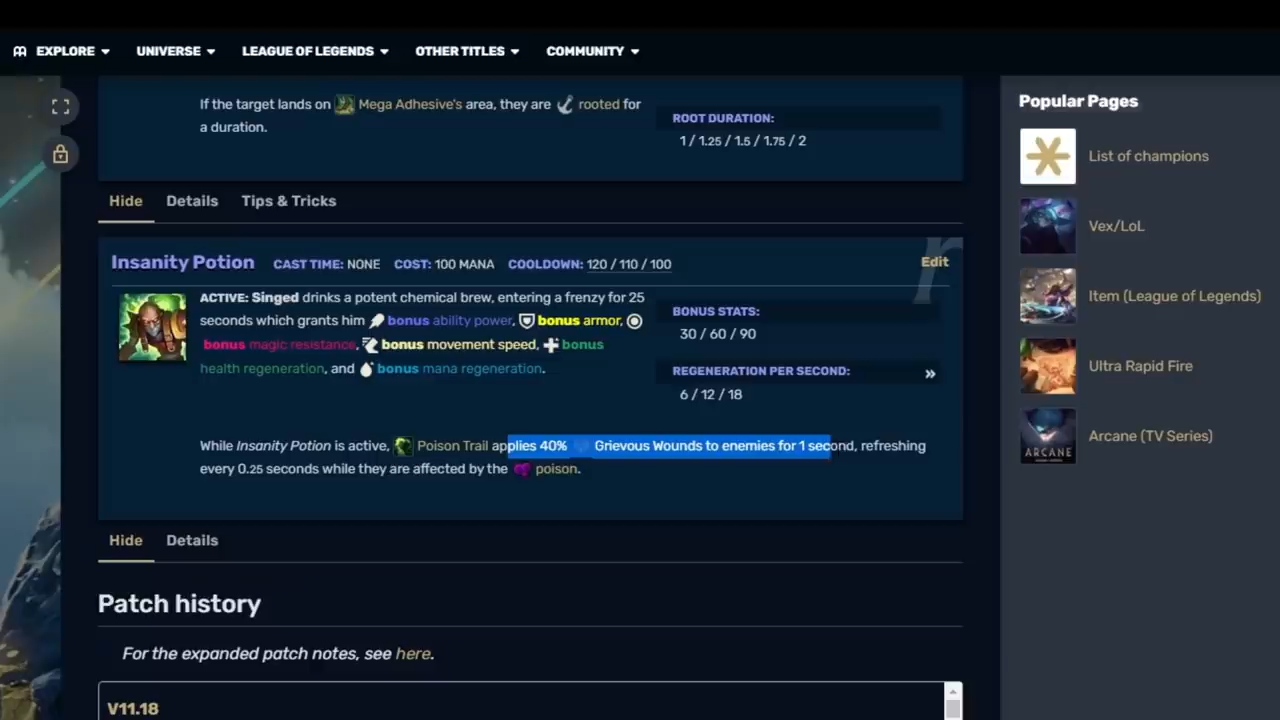 EXPLORE UNIVERSE LEAGUE OF LEGENDS OTHER TITLES COMMUNITY
If the target lands on Mega Adhesive's area, they are rooted for
a duration.
ROOT DURATION:
1 / 1.25 / 1.5 / 1.75 / 2
Hide Details Tips & Tricks
Insanity Potion CAST TIME: NONE COST: 100 MANA COOLDOWN: 120 / 110 / 100 Edit
r
ACTIVE: Singed drinks a potent chemical brew, entering a frenzy for 25
seconds which grants him bonus ability power, bonus armor,
bonus magic resistance, bonus movement speed, bonus
health regeneration, and bonus mana regeneration.
BONUS STATS:
30 / 60 / 90
REGENERATION PER SECOND: »
6 / 12 / 18
While Insanity Potion is active, Poison Trail applies 40% Grievous Wounds to enemies for 1 second, refreshing
every 0.25 seconds while they are affected by the poison.
Hide Details
Patch history
For the expanded patch notes, see here.
V11.18
Popular Pages
List of champions
Vex/LoL
Item (League of Legends)
Ultra Rapid Fire
ARCANE
Arcane (TV Series)